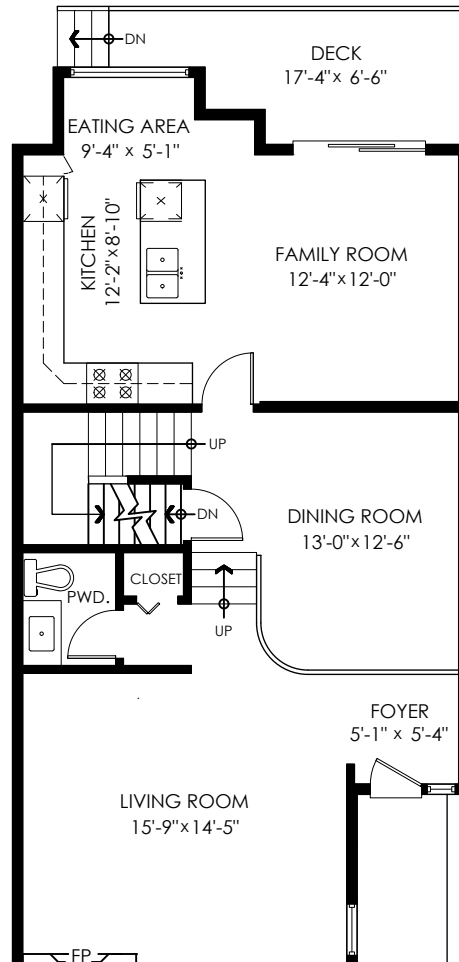 DN
DECK
17'-4" x 6'-6"
EATING AREA
9'-4" x 5'-1"
KITCHEN
12'-2"x8'-10"
FAMILY ROOM
12'-4"x12'-0"
UP
DN
DINING ROOM
13'-0"x12'-6"
CLOSET
PWD.
UP
FOYER
5'-1" x 5'-4"
LIVING ROOM
15'-9"x14'-5"
FP